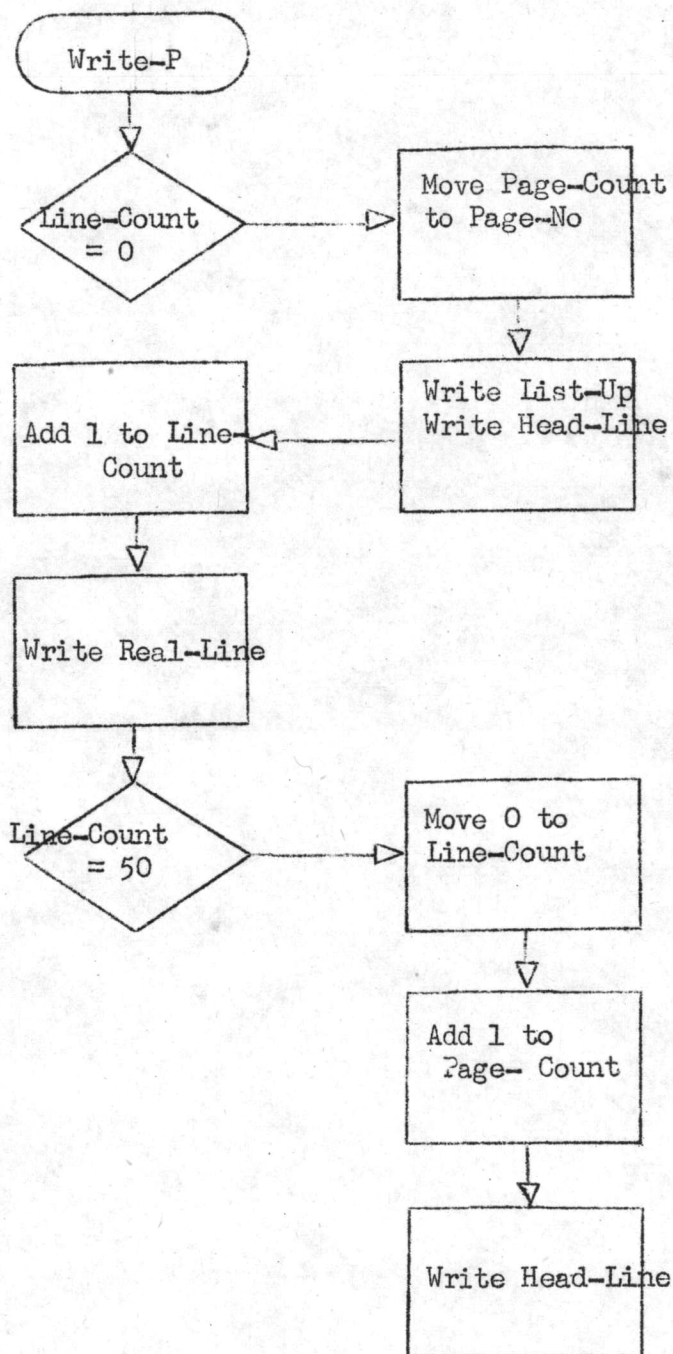 Write-P
Line-Count
= 0
Move Page-Count
to Page-No
Write List-Up
Write Head-Line
Add 1 to Line-
Count
Write Real-Line
Line-Count
= 50
Move 0 to
Line-Count
Add 1 to
Page- Count
Write Head-Line